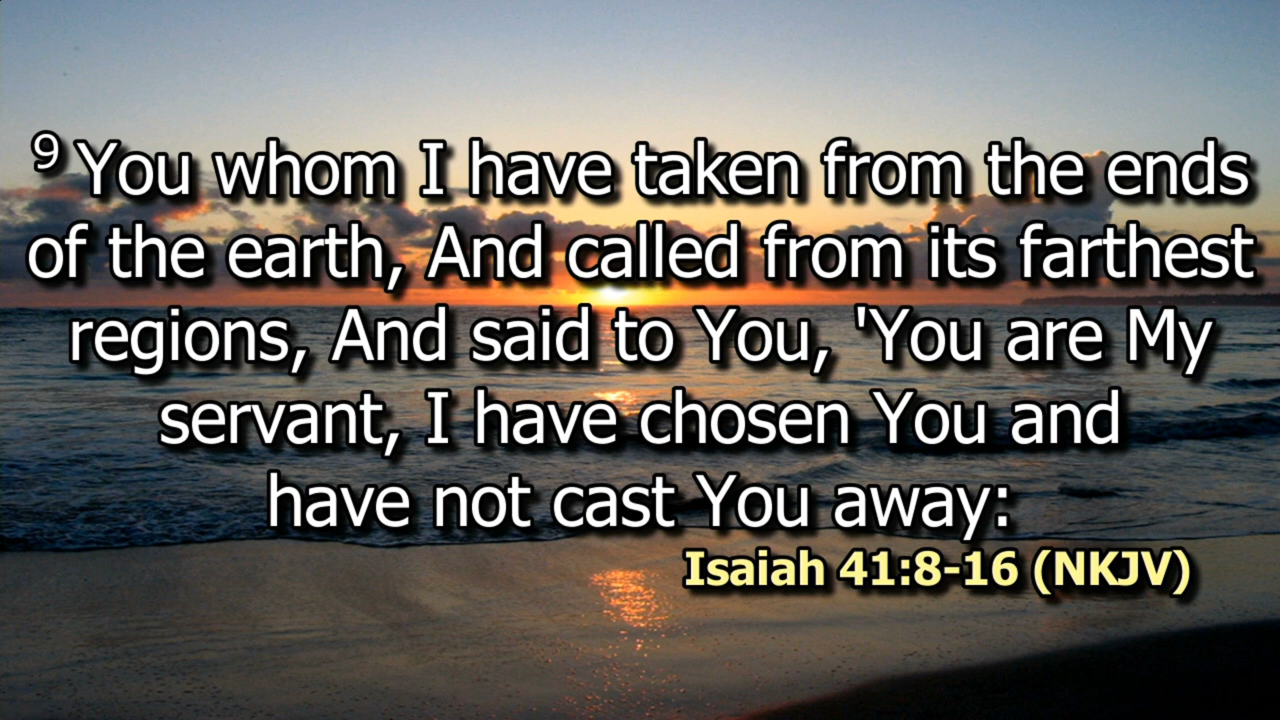 9 You whom I have taken from the ends
of the earth, And called from its farthest
regions, And said to You, 'You are My
servant, I have chosen You and
have not cast You away:
Isaiah 41:8-16 (NKJV)